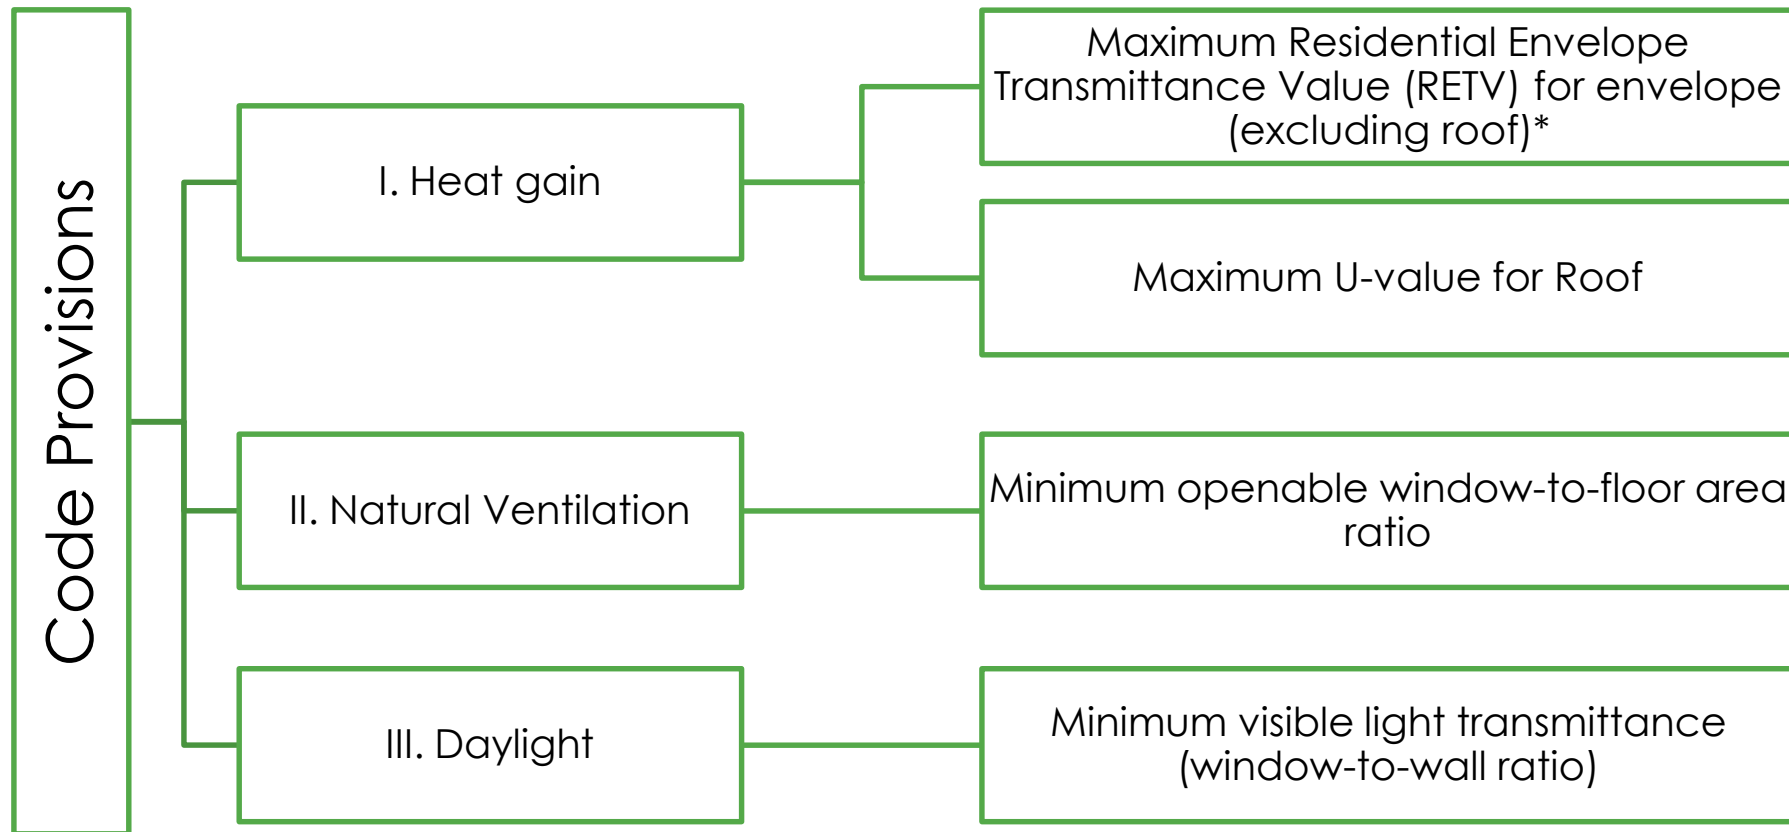 Code Provisions
I. Heat gain
Maximum Residential Envelope
Transmittance Value (RETV) for envelope
(excluding roof)*
Maximum U-value for Roof
II. Natural Ventilation
Minimum openable window-to-floor area
ratio
III. Daylight
Minimum visible light transmittance
(window-to-wall ratio)